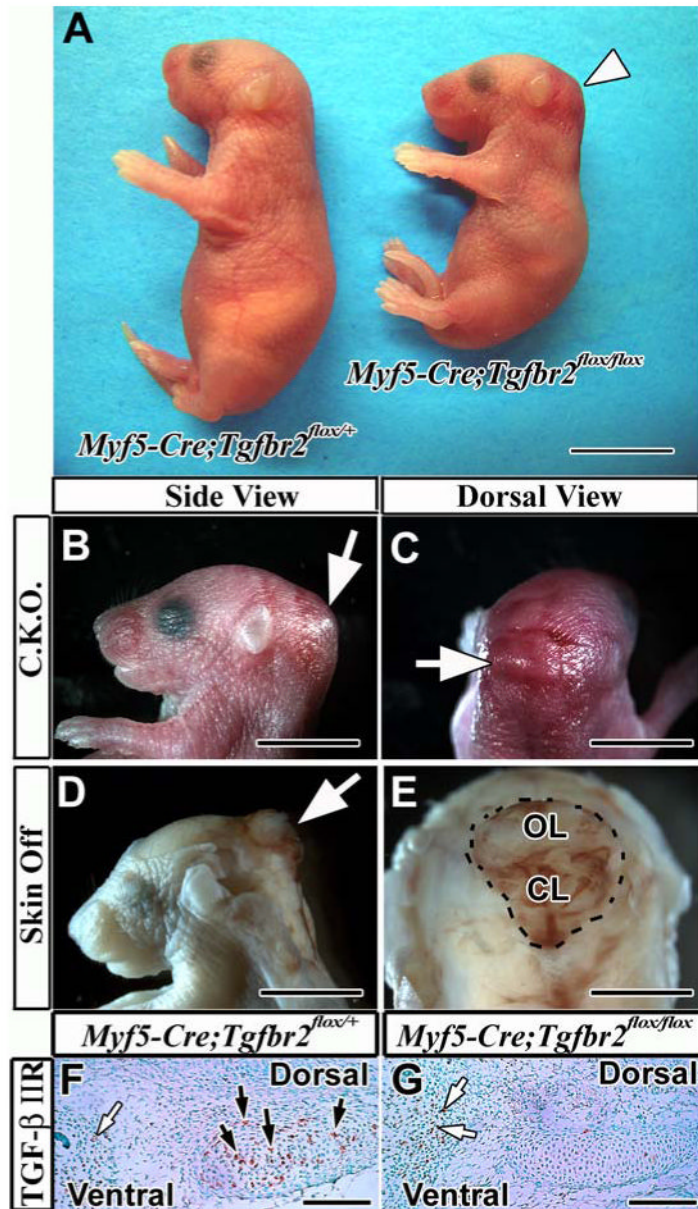 A
Myf5-Cre;Tgfbr2flox/+
Myf5-Cre;Tgfbr2flox/flox
Side View
Dorsal View
C.K.O.
B
C
Skin Off
D
E
OL
CL
Myf5-Cre;Tgfbr2flox/+
Myf5-Cre;Tgfbr2flox/flox
TGF-β IIR
F
Dorsal
Ventral
G
Dorsal
Ventral